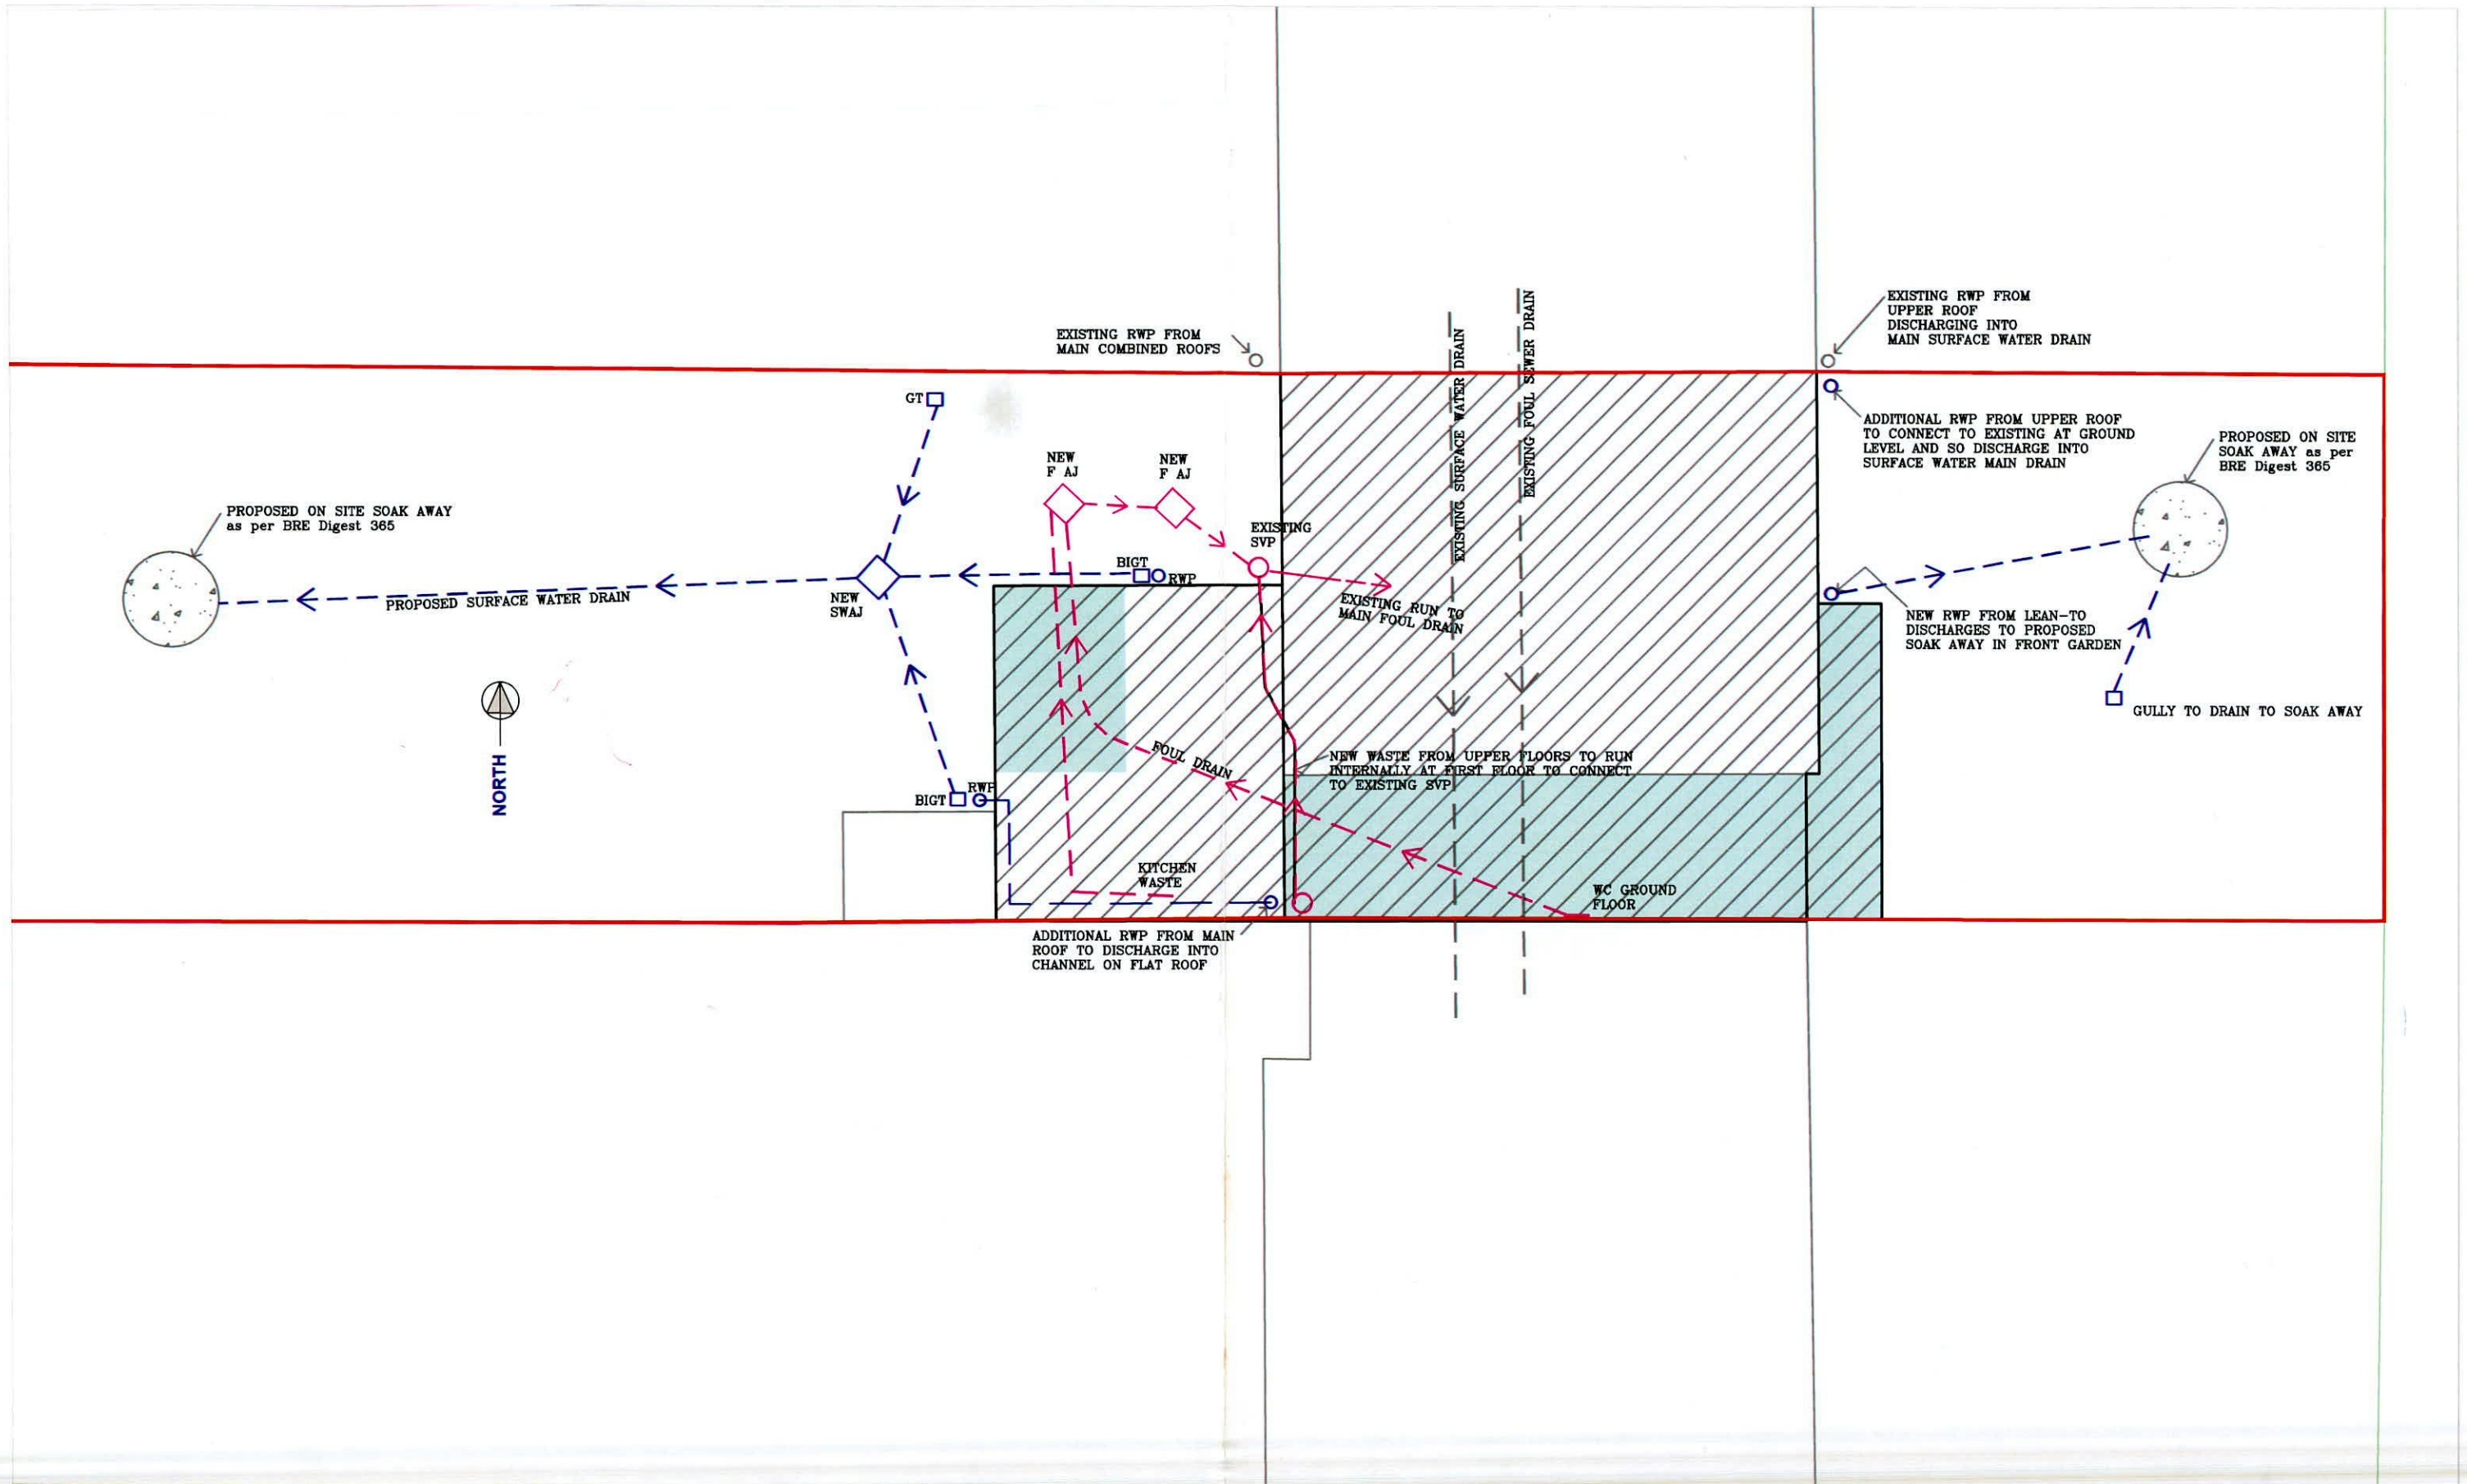 EXISTING RWP FROM
UPPER ROOF
DISCHARGING INTO
MAIN SURFACE WATER DRAIN
EXISTING RWP FROM
MAIN COMBINED ROOFS
EXISTING SURFACE WATER DRAIN
EXISTING FOUL SEWER DRAIN
GT
ADDITIONAL RWP FROM UPPER ROOF
TO CONNECT TO EXISTING AT GROUND
LEVEL AND SO DISCHARGE INTO
SURFACE WATER MAIN DRAIN
PROPOSED ON SITE
SOAK AWAY as per
BRE Digest 365
NEW
F AJ
NEW
F AJ
PROPOSED ON SITE SOAK AWAY
as per BRE Digest 365
EXISTING
SVP
BIGT
RWP
NEW
SWAJ
PROPOSED SURFACE WATER DRAIN
EXISTING RUN TO
MAIN FOUL DRAIN
NEW RWP FROM LEAN-TO
DISCHARGES TO PROPOSED
SOAK AWAY IN FRONT GARDEN
GULLY TO DRAIN TO SOAK AWAY
NORTH
FOUL DRAIN
NEW WASTE FROM UPPER FLOORS TO RUN
INTERNALLY AT FIRST FLOOR TO CONNECT
TO EXISTING SVP
BIGT
RWP
KITCHEN
WASTE
WC GROUND
FLOOR
ADDITIONAL RWP FROM MAIN
ROOF TO DISCHARGE INTO
CHANNEL ON FLAT ROOF